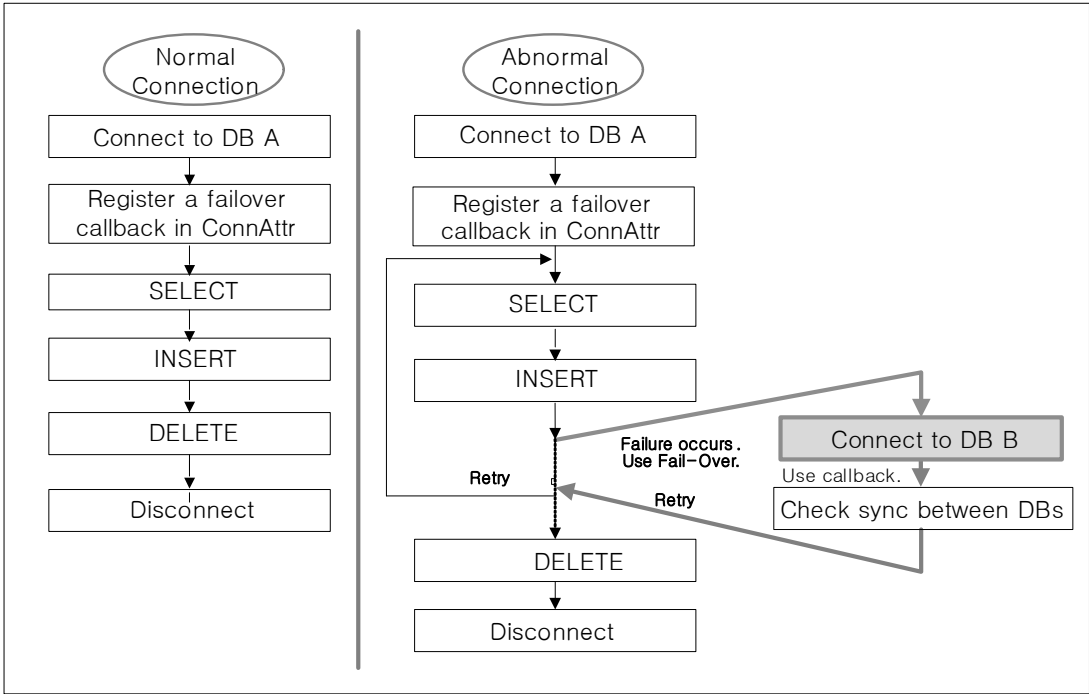 Normal
Connection
Connect to DB A
Register a failover
callback in ConnAttr
SELECT
INSERT
DELETE
Disconnect
Abnormal
Connection
Connect to DB A
Register a failover
callback in ConnAttr
SELECT
INSERT
Failure occurs.
Use Fail-Over.
Connect to DB B
Use callback.
Check sync between DBs
Retry
Retry
DELETE
Disconnect